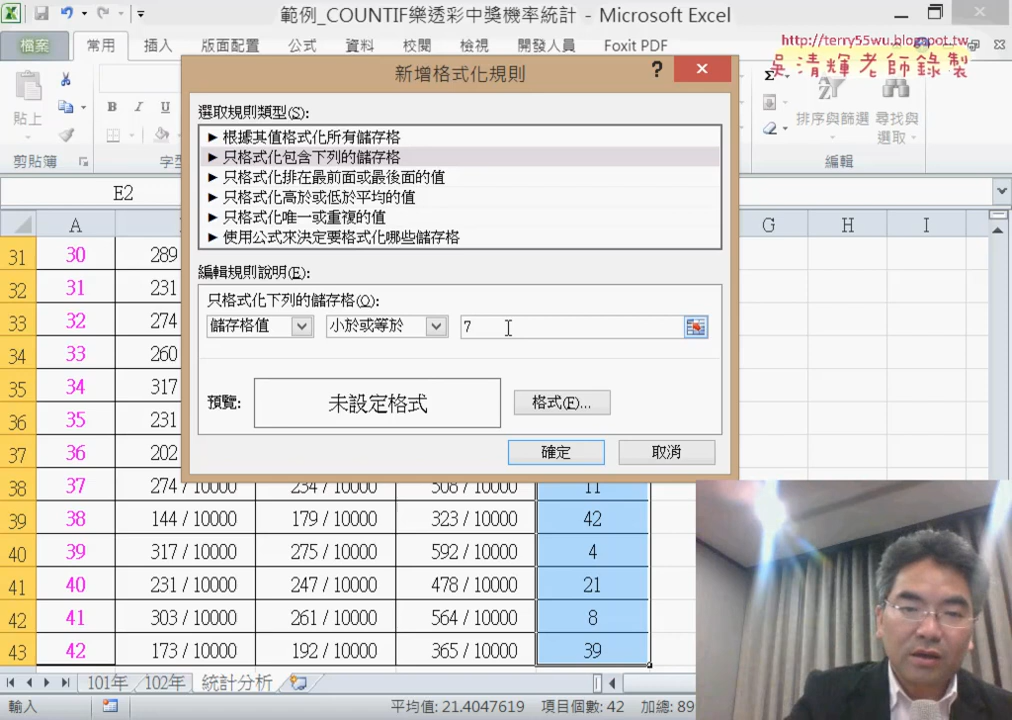 範例_COUNTIF樂透彩中獎機率統計 - Microsoft Excel
檔案 常用 插入 版面配置 公式 資料 校閱 檢視 開發人員 Foxit PDF
http://terry55wu.blogspot.tw
吳清輝老師錄製
貼上 B I U 排序與篩選 尋找與選取
剪貼簿 字型 編輯
E2
新增格式化規則
選取規則類型(S):
► 根據其值格式化所有儲存格
► 只格式化包含下列的儲存格
► 只格式化排在最前面或最後面的值
► 只格式化高於或低於平均的值
► 只格式化唯一或重複的值
► 使用公式來決定要格式化哪些儲存格
編輯規則說明(E):
只格式化下列的儲存格(O):
儲存格值 小於或等於 7
預覽: 未設定格式 格式(F)...
確定 取消
A G H I
31 30 289
32 31 231
33 32 274
34 33 260
35 34 317
36 35 231
37 36 202
38 37 274 / 10000 234 / 10000 508 / 10000 11
39 38 144 / 10000 179 / 10000 323 / 10000 42
40 39 317 / 10000 275 / 10000 592 / 10000 4
41 40 231 / 10000 247 / 10000 478 / 10000 21
42 41 303 / 10000 261 / 10000 564 / 10000 8
43 42 173 / 10000 192 / 10000 365 / 10000 39
101年 102年 統計分析
輸入 平均值: 21.4047619 項目個數: 42 加總: 89